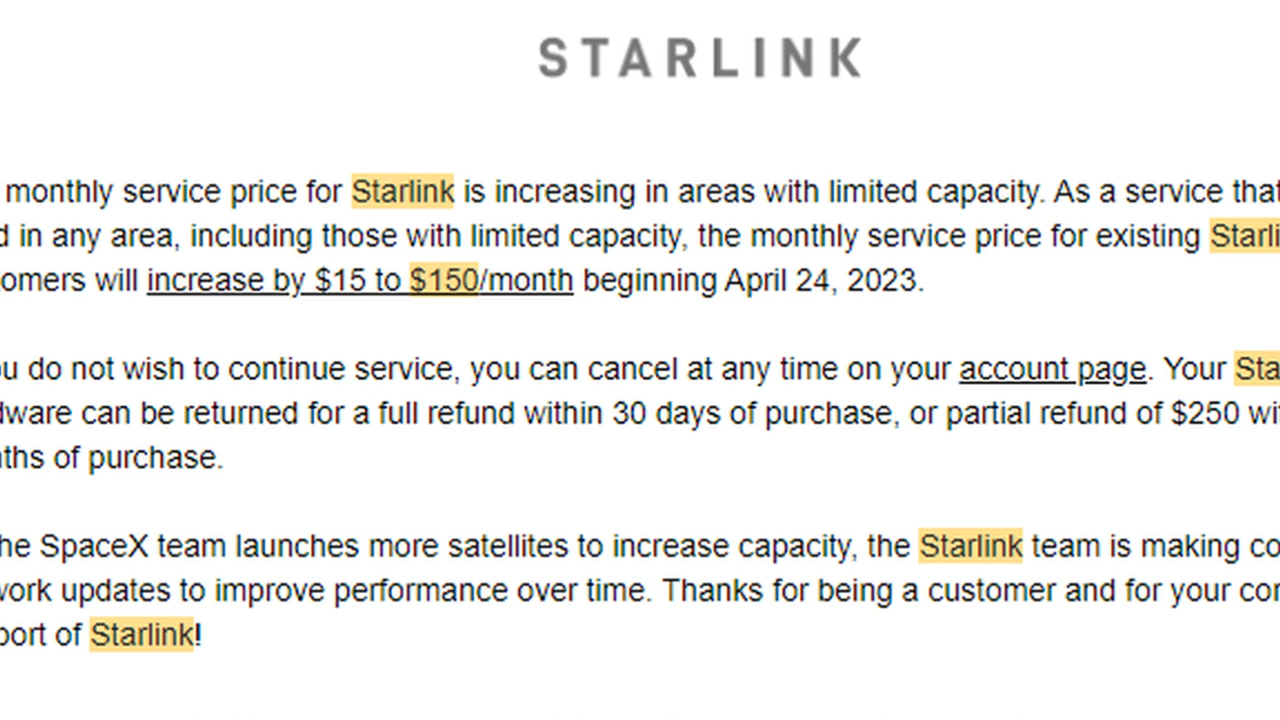 STARLINK
monthly service price for Starlink is increasing in areas with limited capacity. As a service that
d in any area, including those with limited capacity, the monthly service price for existing Starli
omers will increase by $15 to $150/month beginning April 24, 2023.
u do not wish to continue service, you can cancel at any time on your account page. Your Sta
dware can be returned for a full refund within 30 days of purchase, or partial refund of $250 wit
ths of purchase.
he SpaceX team launches more satellites to increase capacity, the Starlink team is making co
work updates to improve performance over time. Thanks for being a customer and for your con
port of Starlink!